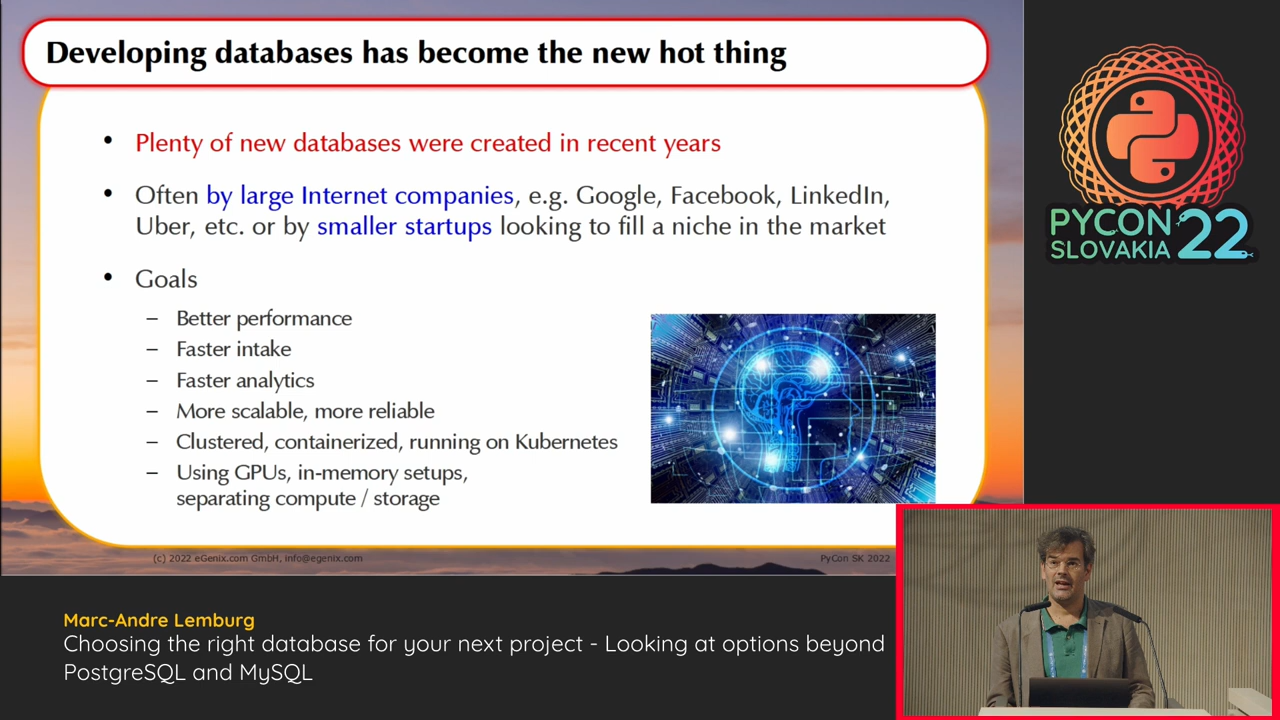 Developing databases has become the new hot thing
• Plenty of new databases were created in recent years
• Often by large Internet companies, e.g. Google, Facebook, LinkedIn,
Uber, etc. or by smaller startups looking to fill a niche in the market
• Goals
– Better performance
– Faster intake
– Faster analytics
– More scalable, more reliable
– Clustered, containerized, running on Kubernetes
– Using GPUs, in-memory setups,
separating compute / storage
(c) 2022 eGenix.com GmbH, info@egenix.com
PyCon SK 2022
PYCON
SLOVAKIA
22
Marc-Andre Lemburg
Choosing the right database for your next project - Looking at options beyond
PostgreSQL and MySQL